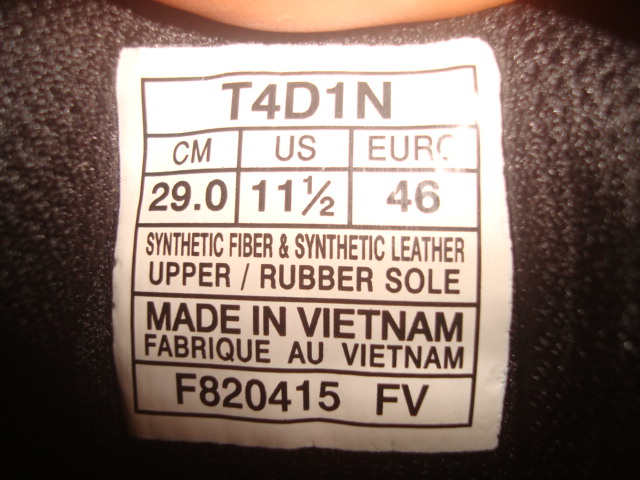 T4D1N
CM US EURO
29.0 11½ 46
SYNTHETIC FIBER & SYNTHETIC LEATHER
UPPER / RUBBER SOLE
MADE IN VIETNAM
FABRIQUE AU VIETNAM
F820415 FV